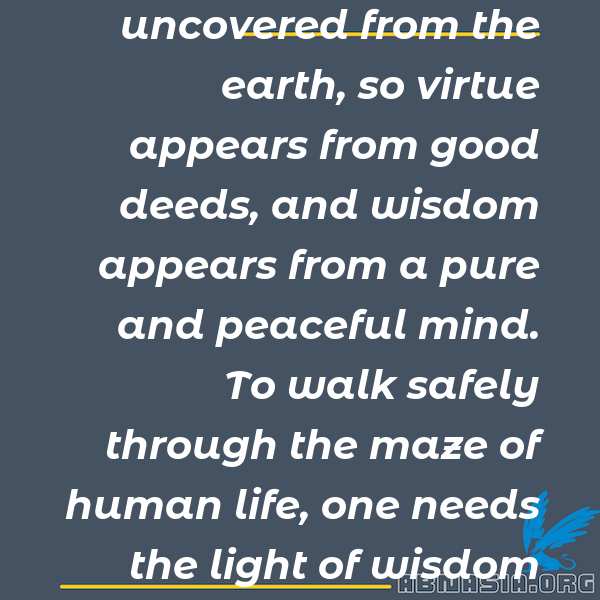 uncovered from the
earth, so virtue
appears from good
deeds, and wisdom
appears from a pure
and peaceful mind.
To walk safely
through the maze of
human life, one needs
the light of wisdom
ABMASIA.ORG